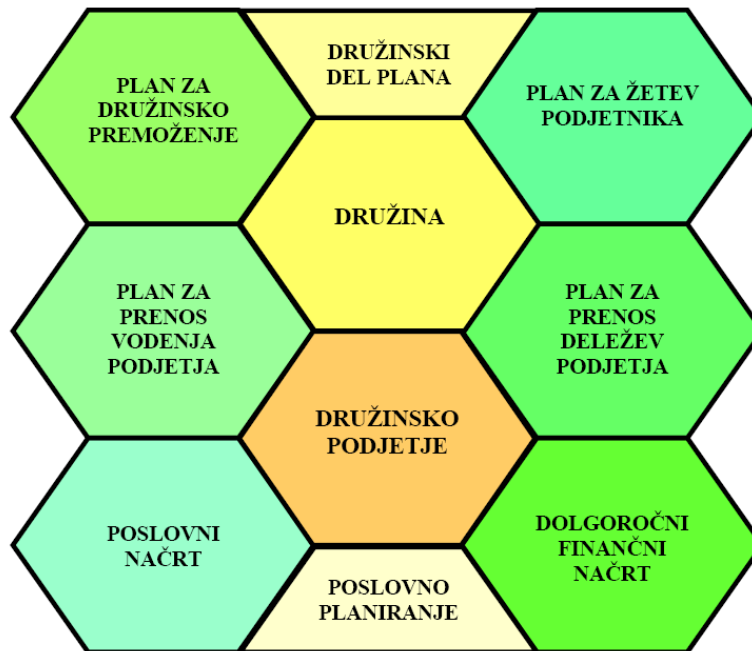 PLAN ZA
DRUŽINSKO
PREMOŽENJE
DRUŽINSKI
DEL PLANA
PLAN ZA ŽETEV
PODJETNIKA
DRUŽINA
PLAN ZA
PRENOS
VODENJA
PODJETJA
PLAN ZA
PRENOS
DELEŽEV
PODJETJA
DRUŽINSKO
PODJETJE
POSLOVNI
NAČRT
DOLGOROČNI
FINANČNI
NAČRT
POSLOVNO
PLANIRANJE